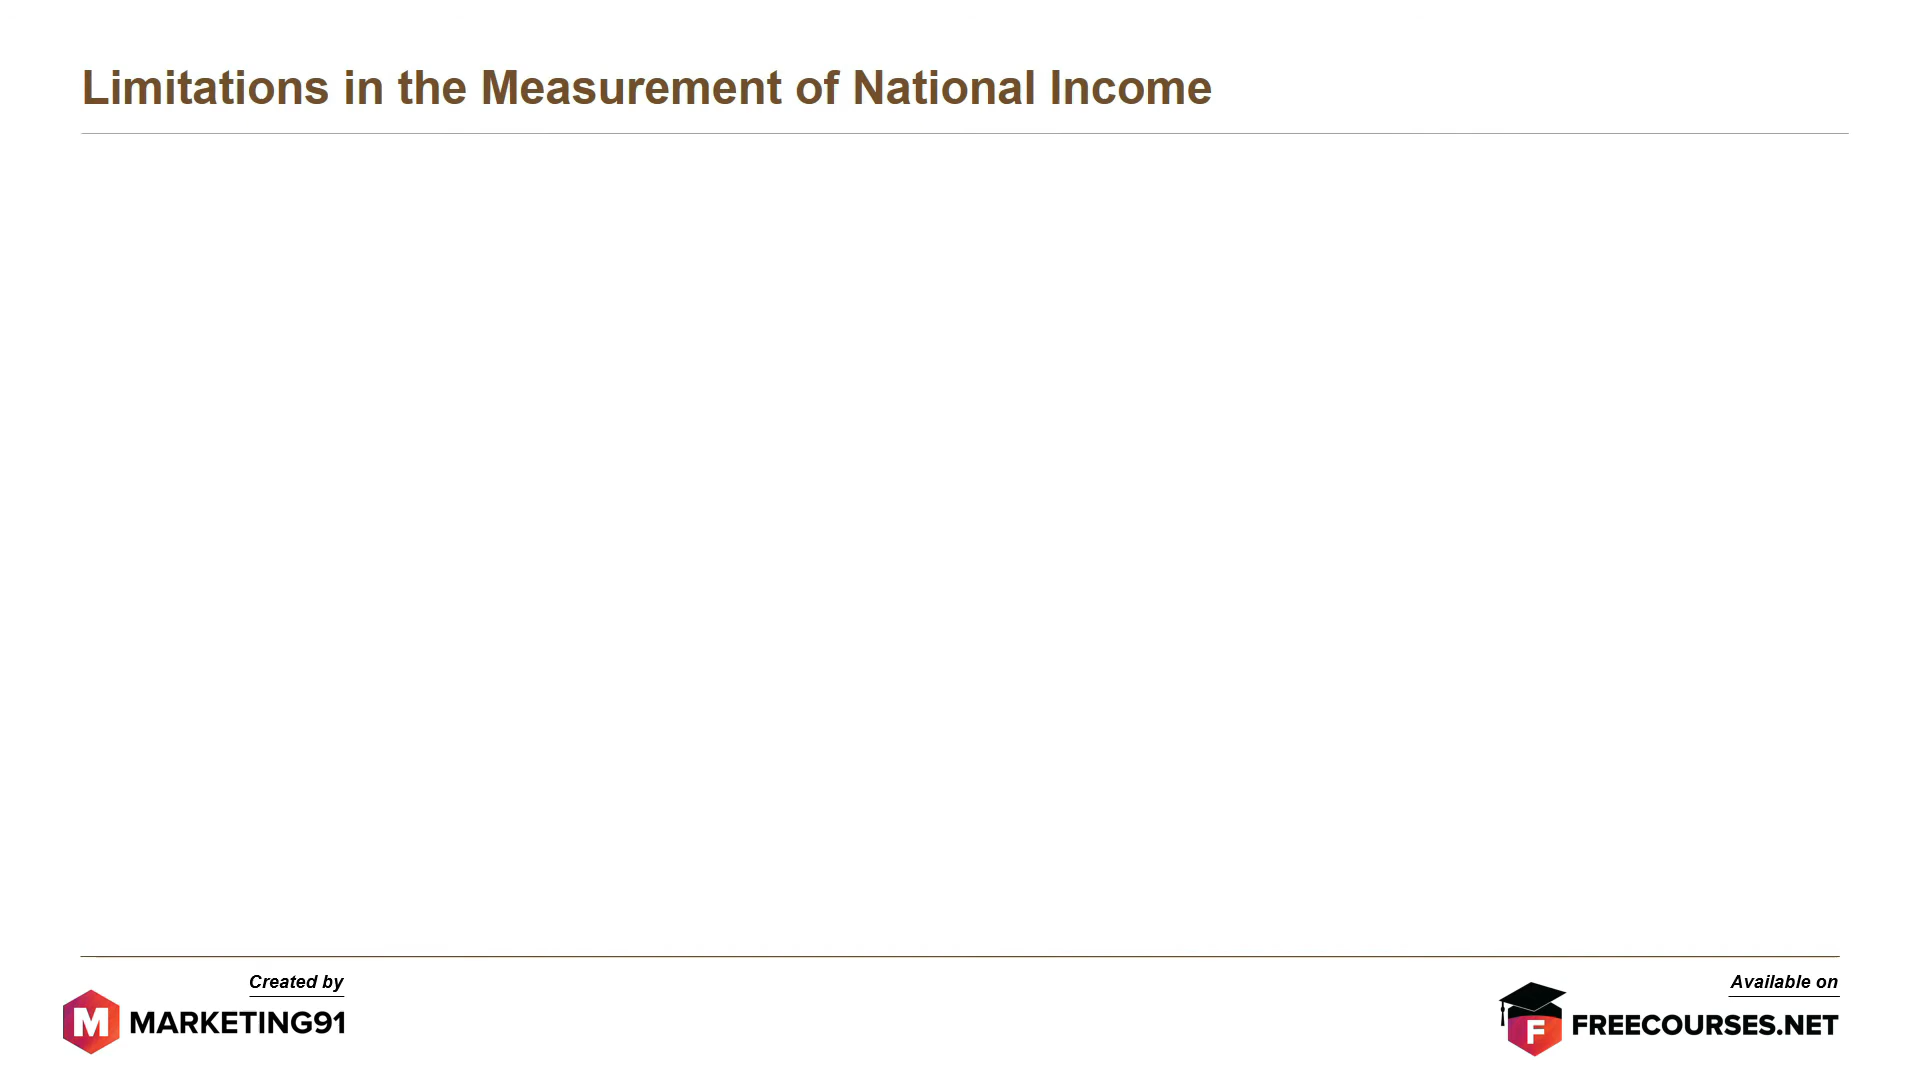 Limitations in the Measurement of National Income
Created by
M MARKETING91
Available on
F FREECOURSES.NET